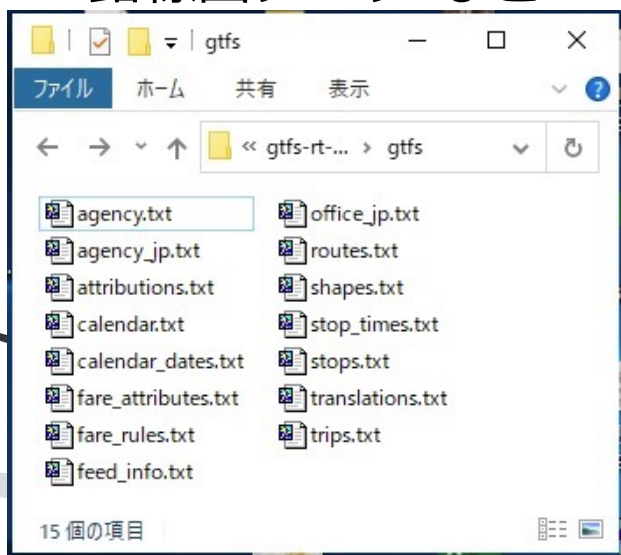 gtfs
ファイル ホーム 共有 表示
« gtfs-rt-... › gtfs
agency.txt
agency_jp.txt
attributions.txt
calendar.txt
calendar_dates.txt
fare_attributes.txt
fare_rules.txt
feed_info.txt
office_jp.txt
routes.txt
shapes.txt
stop_times.txt
stops.txt
translations.txt
trips.txt
15 個の項目